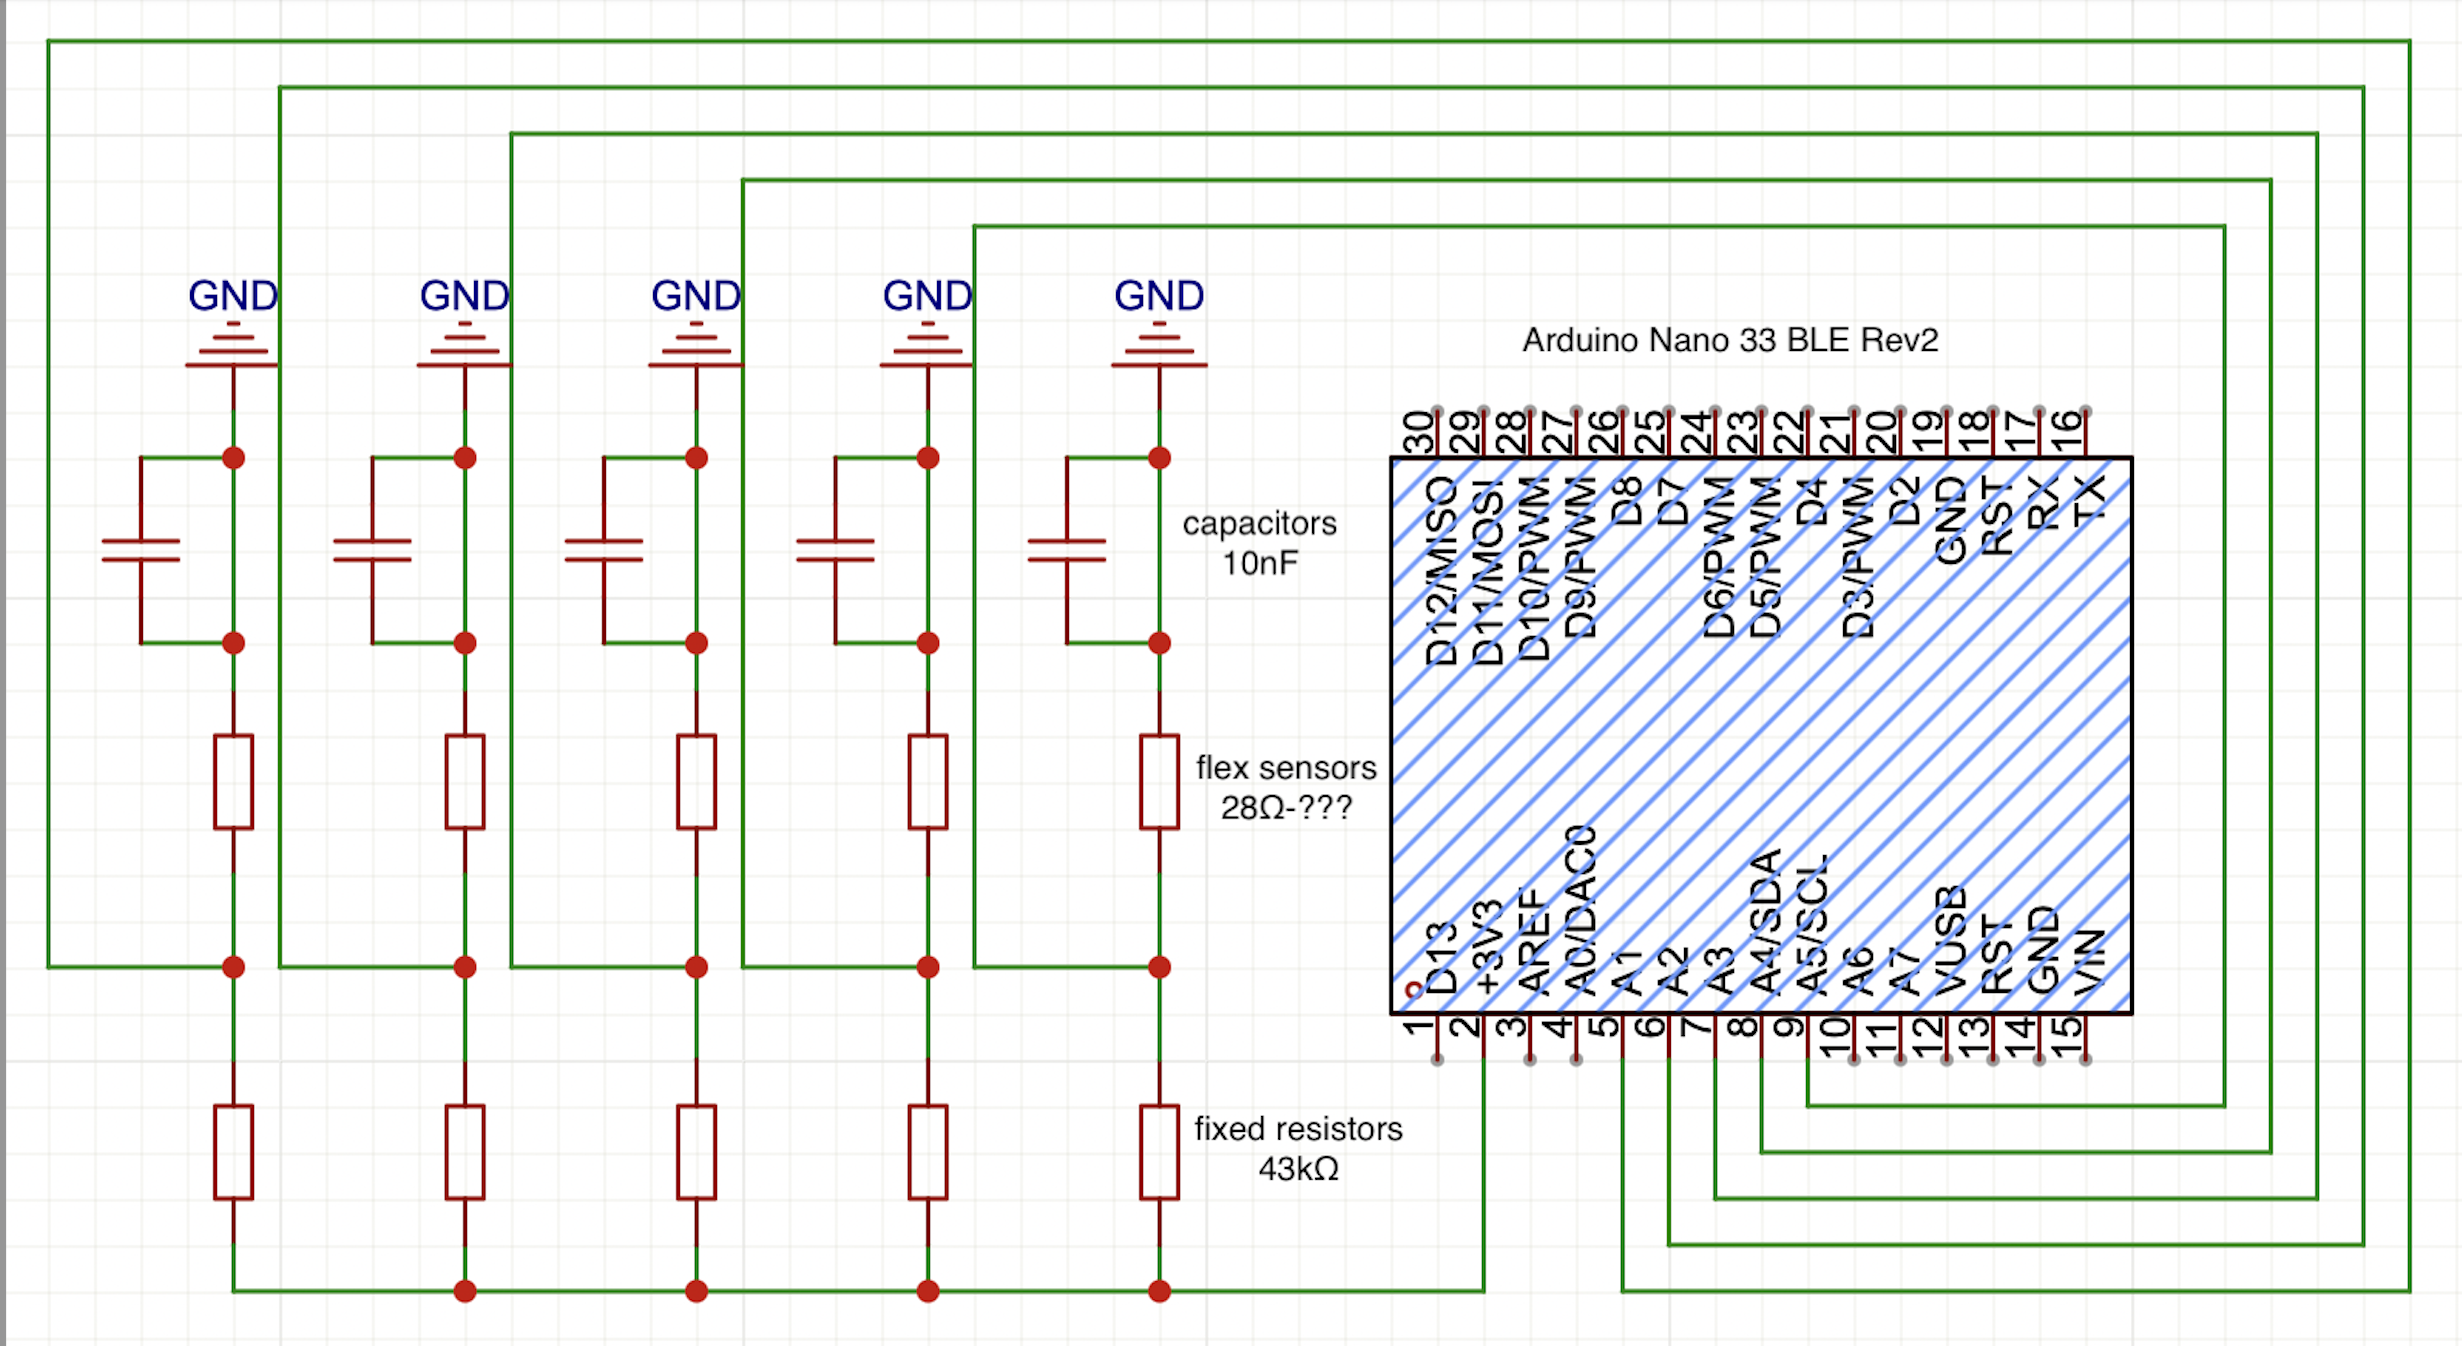 GND
GND
GND
GND
GND
Arduino Nano 33 BLE Rev2
30
29
28
27
26
25
24
23
22
21
20
19
18
17
16
D12/MISO
D11/MOSI
D10/PWM
D9/PWM
D8
D7
D6/PWM
D5/PWM
D4
D3/PWM
D2
GND
RST
RX
TX
capacitors
10nF
flex sensors
28Ω-???
D13
+3V3
AREF
A0/DAC0
A1
A2
A3
A4/SDA
A5/SCL
A6
A7
VUSB
RST
GND
VIN
1
2
3
4
5
6
7
8
9
10
11
12
13
14
15
fixed resistors
43kΩ